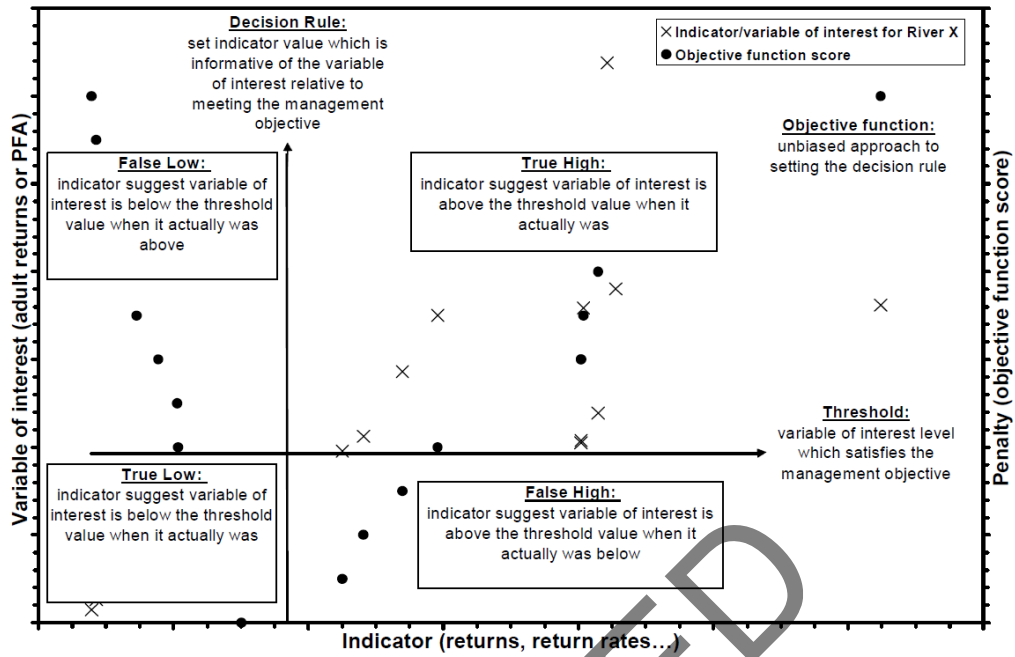 Decision Rule:
set indicator value which is
informative of the variable
of interest relative to
meeting the management
objective
Indicator/variable of interest for River X
Objective function score
Objective function:
unbiased approach to
setting the decision rule
False Low:
indicator suggest variable of
interest is below the threshold
value when it actually was
above
True High:
indicator suggest variable of interest is
above the threshold value when it
actually was
Variable of interest (adult returns or PFA)
Penalty (objective function score)
Threshold:
variable of interest level
which satisfies the
management objective
True Low:
indicator suggest variable of
interest is below the threshold
value when it actually was
False High:
indicator suggest variable of interest is
above the threshold value when it
actually was below
Indicator (returns, return rates…)